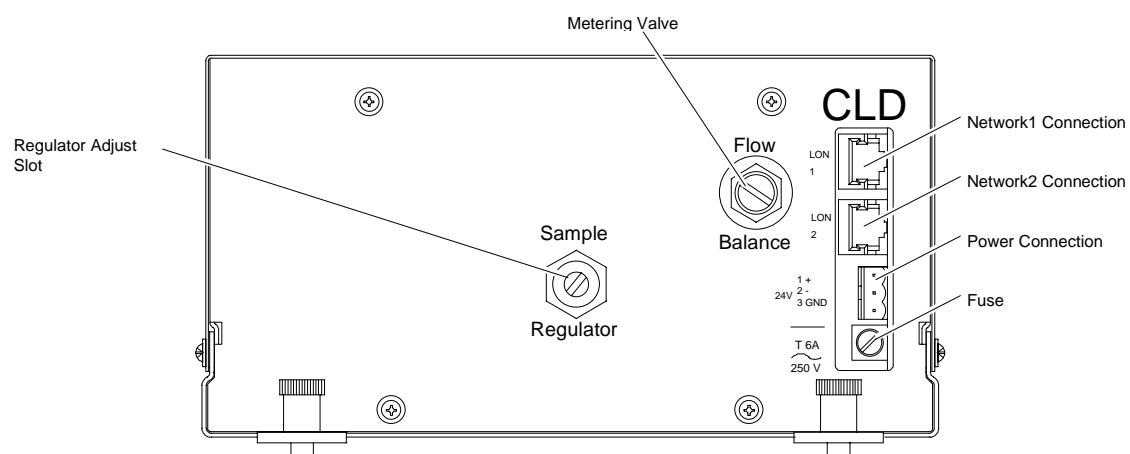 Metering Valve
CLD
Regulator Adjust
Slot
Flow
Balance
Sample
Regulator
LON
1
LON
2
1 +
2 -
3 GND
24V
T 6A
250 V
Network1 Connection
Network2 Connection
Power Connection
Fuse